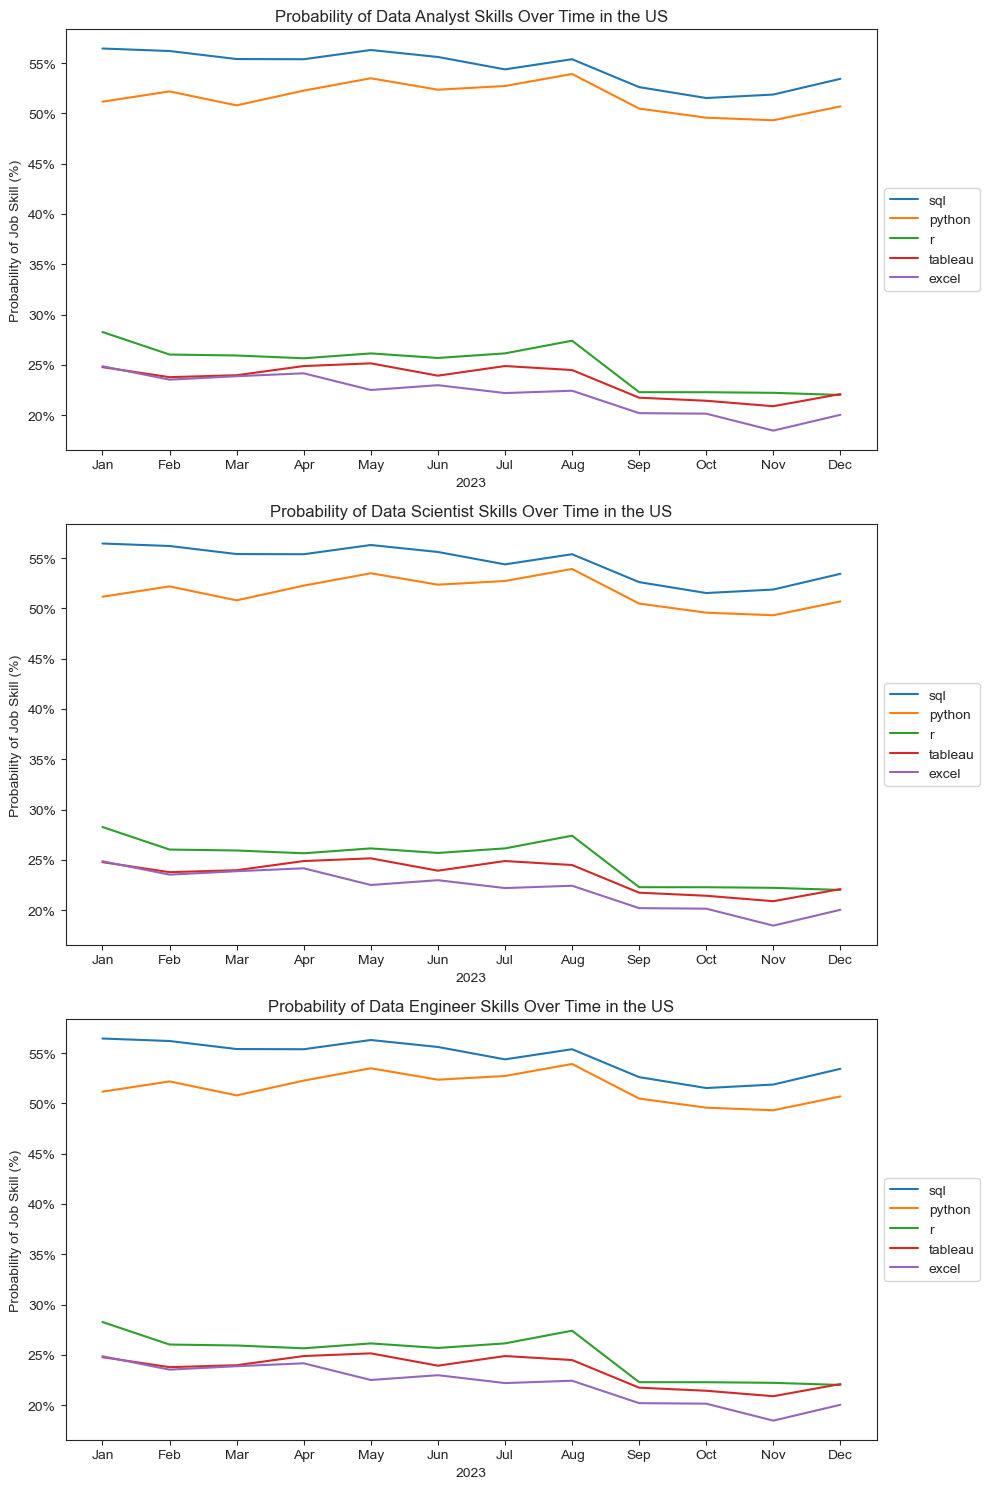 Probability of Data Analyst Skills Over Time in the US
Probability of Job Skill (%)
55%
50%
45%
40%
35%
30%
25%
20%
Jan Feb Mar Apr May Jun Jul Aug Sep Oct Nov Dec
2023
sql
python
r
tableau
excel
Probability of Data Scientist Skills Over Time in the US
Probability of Job Skill (%)
55%
50%
45%
40%
35%
30%
25%
20%
Jan Feb Mar Apr May Jun Jul Aug Sep Oct Nov Dec
2023
sql
python
r
tableau
excel
Probability of Data Engineer Skills Over Time in the US
Probability of Job Skill (%)
55%
50%
45%
40%
35%
30%
25%
20%
Jan Feb Mar Apr May Jun Jul Aug Sep Oct Nov Dec
2023
sql
python
r
tableau
excel